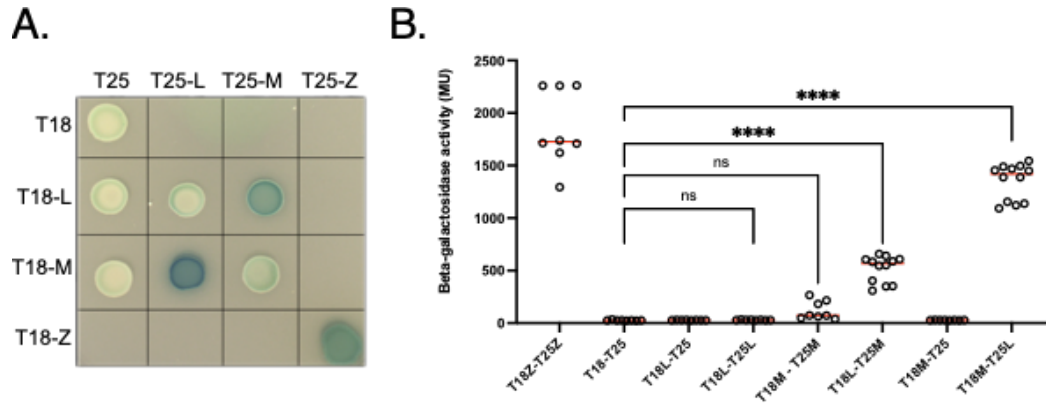 A.
B.
T25 T25-L T25-M T25-Z
T18
T18-L
T18-M
T18-Z
Beta-galactosidase activity (MU)
2500
2000
1500
1000
500
0
****
****
ns
ns
T18Z-T25Z
T18-T25
T18L-T25
T18L-T25L
T18M - T25M
T18L-T25M
T18M-T25
T18M-T25L